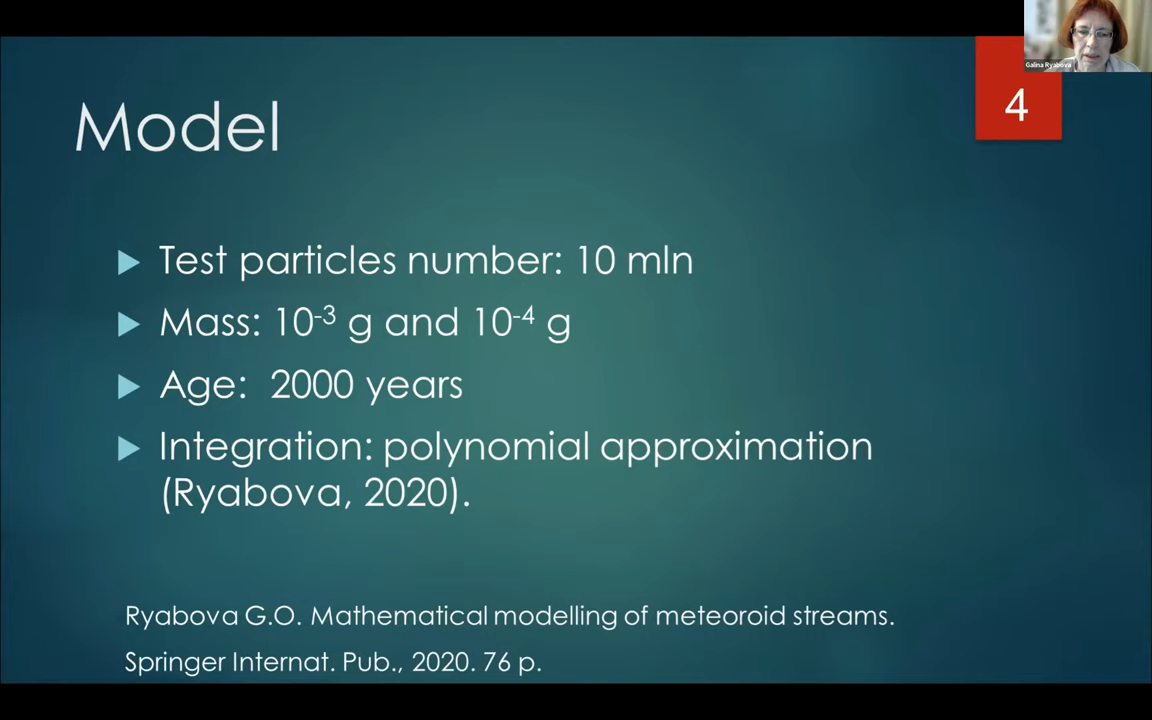 Galina Ryabova
4
Model
Test particles number: 10 mln
Mass: 10⁻³ g and 10⁻⁴ g
Age: 2000 years
Integration: polynomial approximation
(Ryabova, 2020).
Ryabova G.O. Mathematical modelling of meteoroid streams.
Springer Internat. Pub., 2020. 76 p.